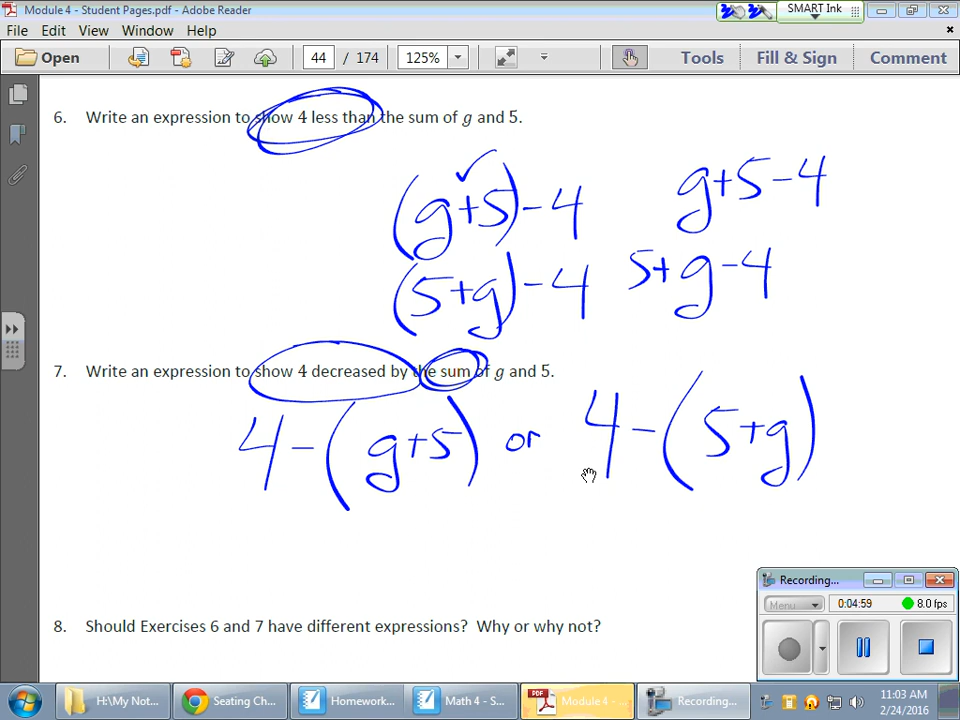 Module 4 - Student Pages.pdf - Adobe Reader
SMART Ink
File Edit View Window Help
Open 44 / 174 125% Tools Fill & Sign Comment
6. Write an expression to show 4 less than the sum of g and 5.
(g+5)-4 g+5-4
(5+g)-4 5+g-4
7. Write an expression to show 4 decreased by the sum of g and 5.
4-(g+5) or 4-(5+g)
Recording...
Menu 0:04:59 8.0 fps
8. Should Exercises 6 and 7 have different expressions? Why or why not?
H:\My Not... Seating Ch... Homework... Math 4 - S... Module 4 -... Recording... 11:03 AM
2/24/2016